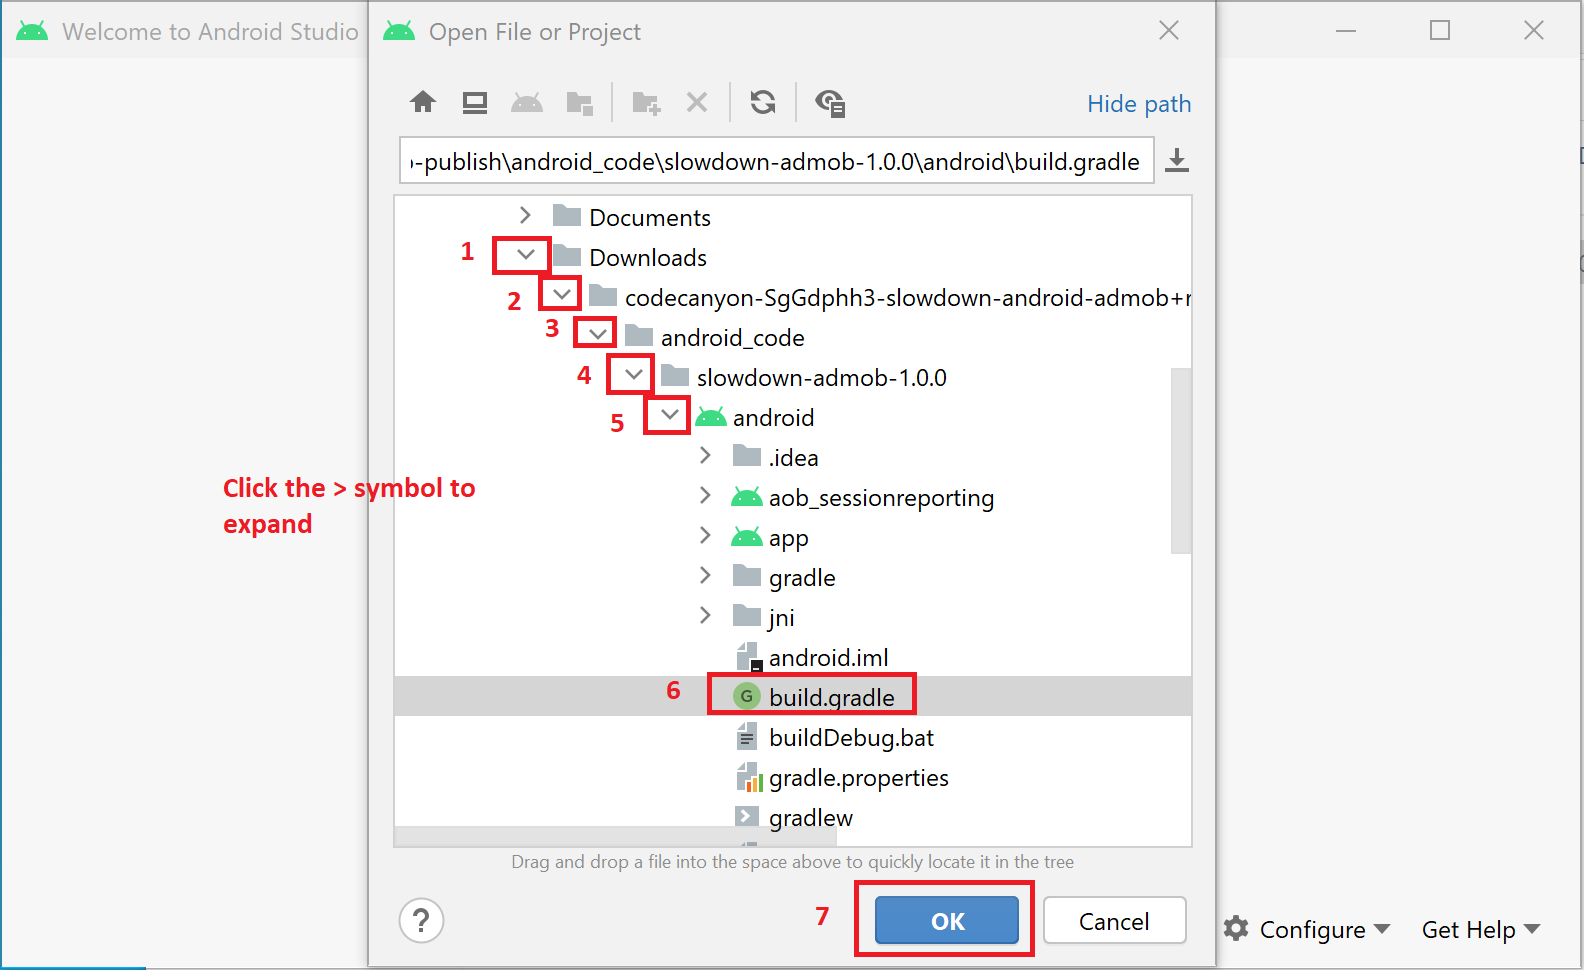 Welcome to Android Studio
Open File or Project
Hide path
-publish\android_code\slowdown-admob-1.0.0\android\build.gradle
Documents
1
Downloads
2
codecanyon-SgGdphh3-slowdown-android-admob+r
3
android_code
4
slowdown-admob-1.0.0
5
android
.idea
Click the > symbol to
expand
aob_sessionreporting
app
gradle
jni
android.iml
6
G
build.gradle
buildDebug.bat
gradle.properties
gradlew
Drag and drop a file into the space above to quickly locate it in the tree
?
7
OK
Cancel
Configure
Get Help